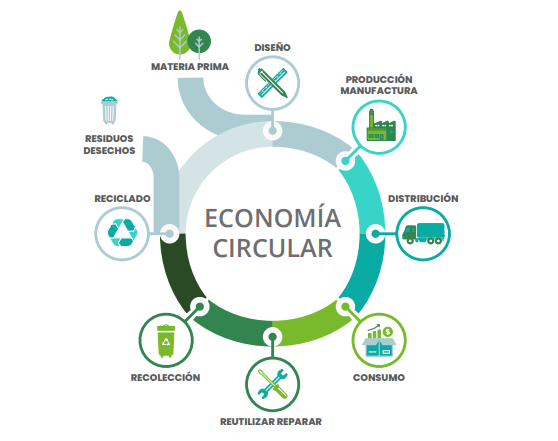 MATERIA PRIMA
DISEÑO
PRODUCCIÓN
MANUFACTURA
DISTRIBUCIÓN
CONSUMO
REUTILIZAR REPARAR
RECOLECCIÓN
RECICLADO
RESIDUOS
DESECHOS
ECONOMÍA
CIRCULAR